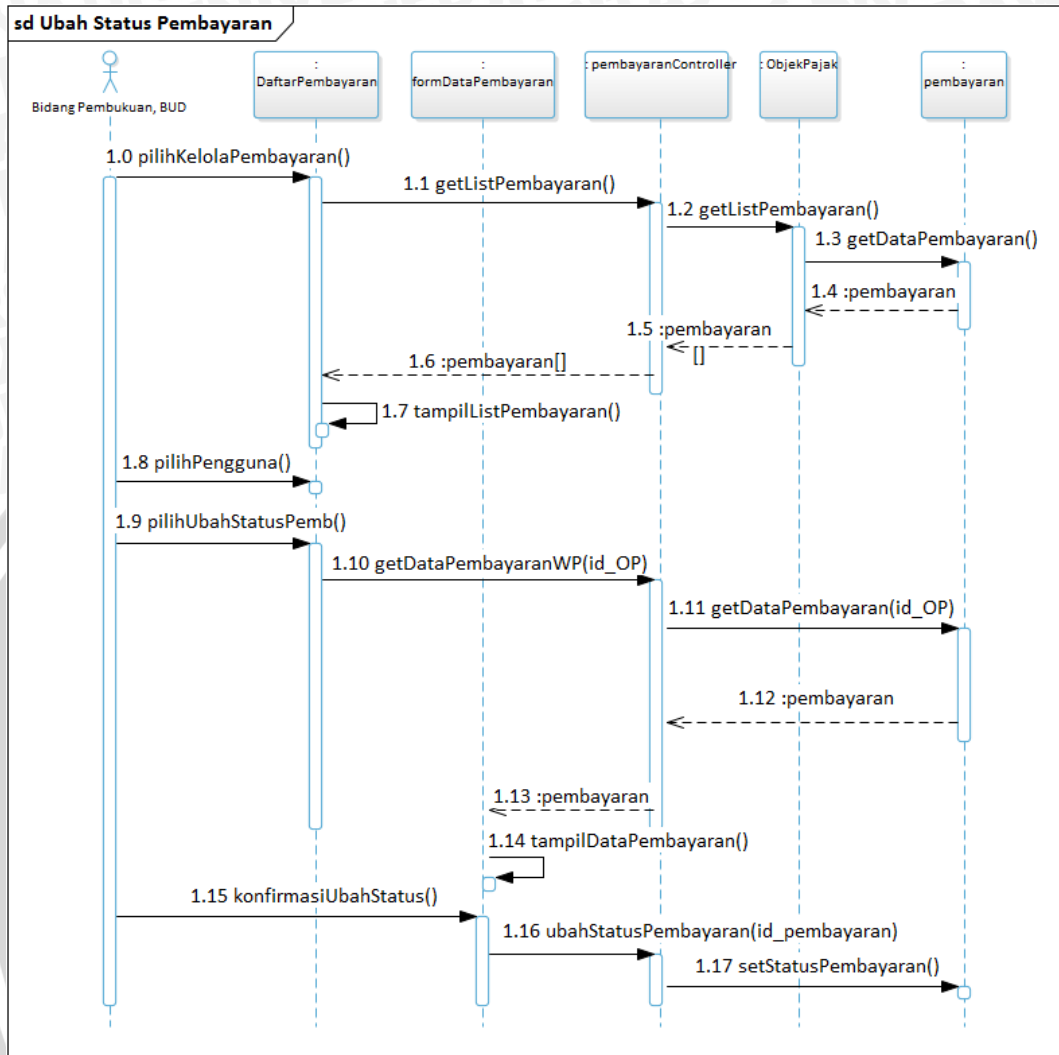 sd Ubah Status Pembayaran
Bidang Pembukuan, BUD
:
DaftarPembayaran
:
formDataPembayaran
: pembayaranController
: ObjekPajak
:
pembayaran
1.0 pilihKelolaPembayaran()
1.1 getListPembayaran()
1.2 getListPembayaran()
1.3 getDataPembayaran()
1.4 :pembayaran
1.5 :pembayaran
[]
1.6 :pembayaran[]
1.7 tampilListPembayaran()
1.8 pilihPengguna()
1.9 pilihUbahStatusPemb()
1.10 getDataPembayaranWP(id_OP)
1.11 getDataPembayaran(id_OP)
1.12 :pembayaran
1.13 :pembayaran
1.14 tampilDataPembayaran()
1.15 konfirmasiUbahStatus()
1.16 ubahStatusPembayaran(id_pembayaran)
1.17 setStatusPembayaran()